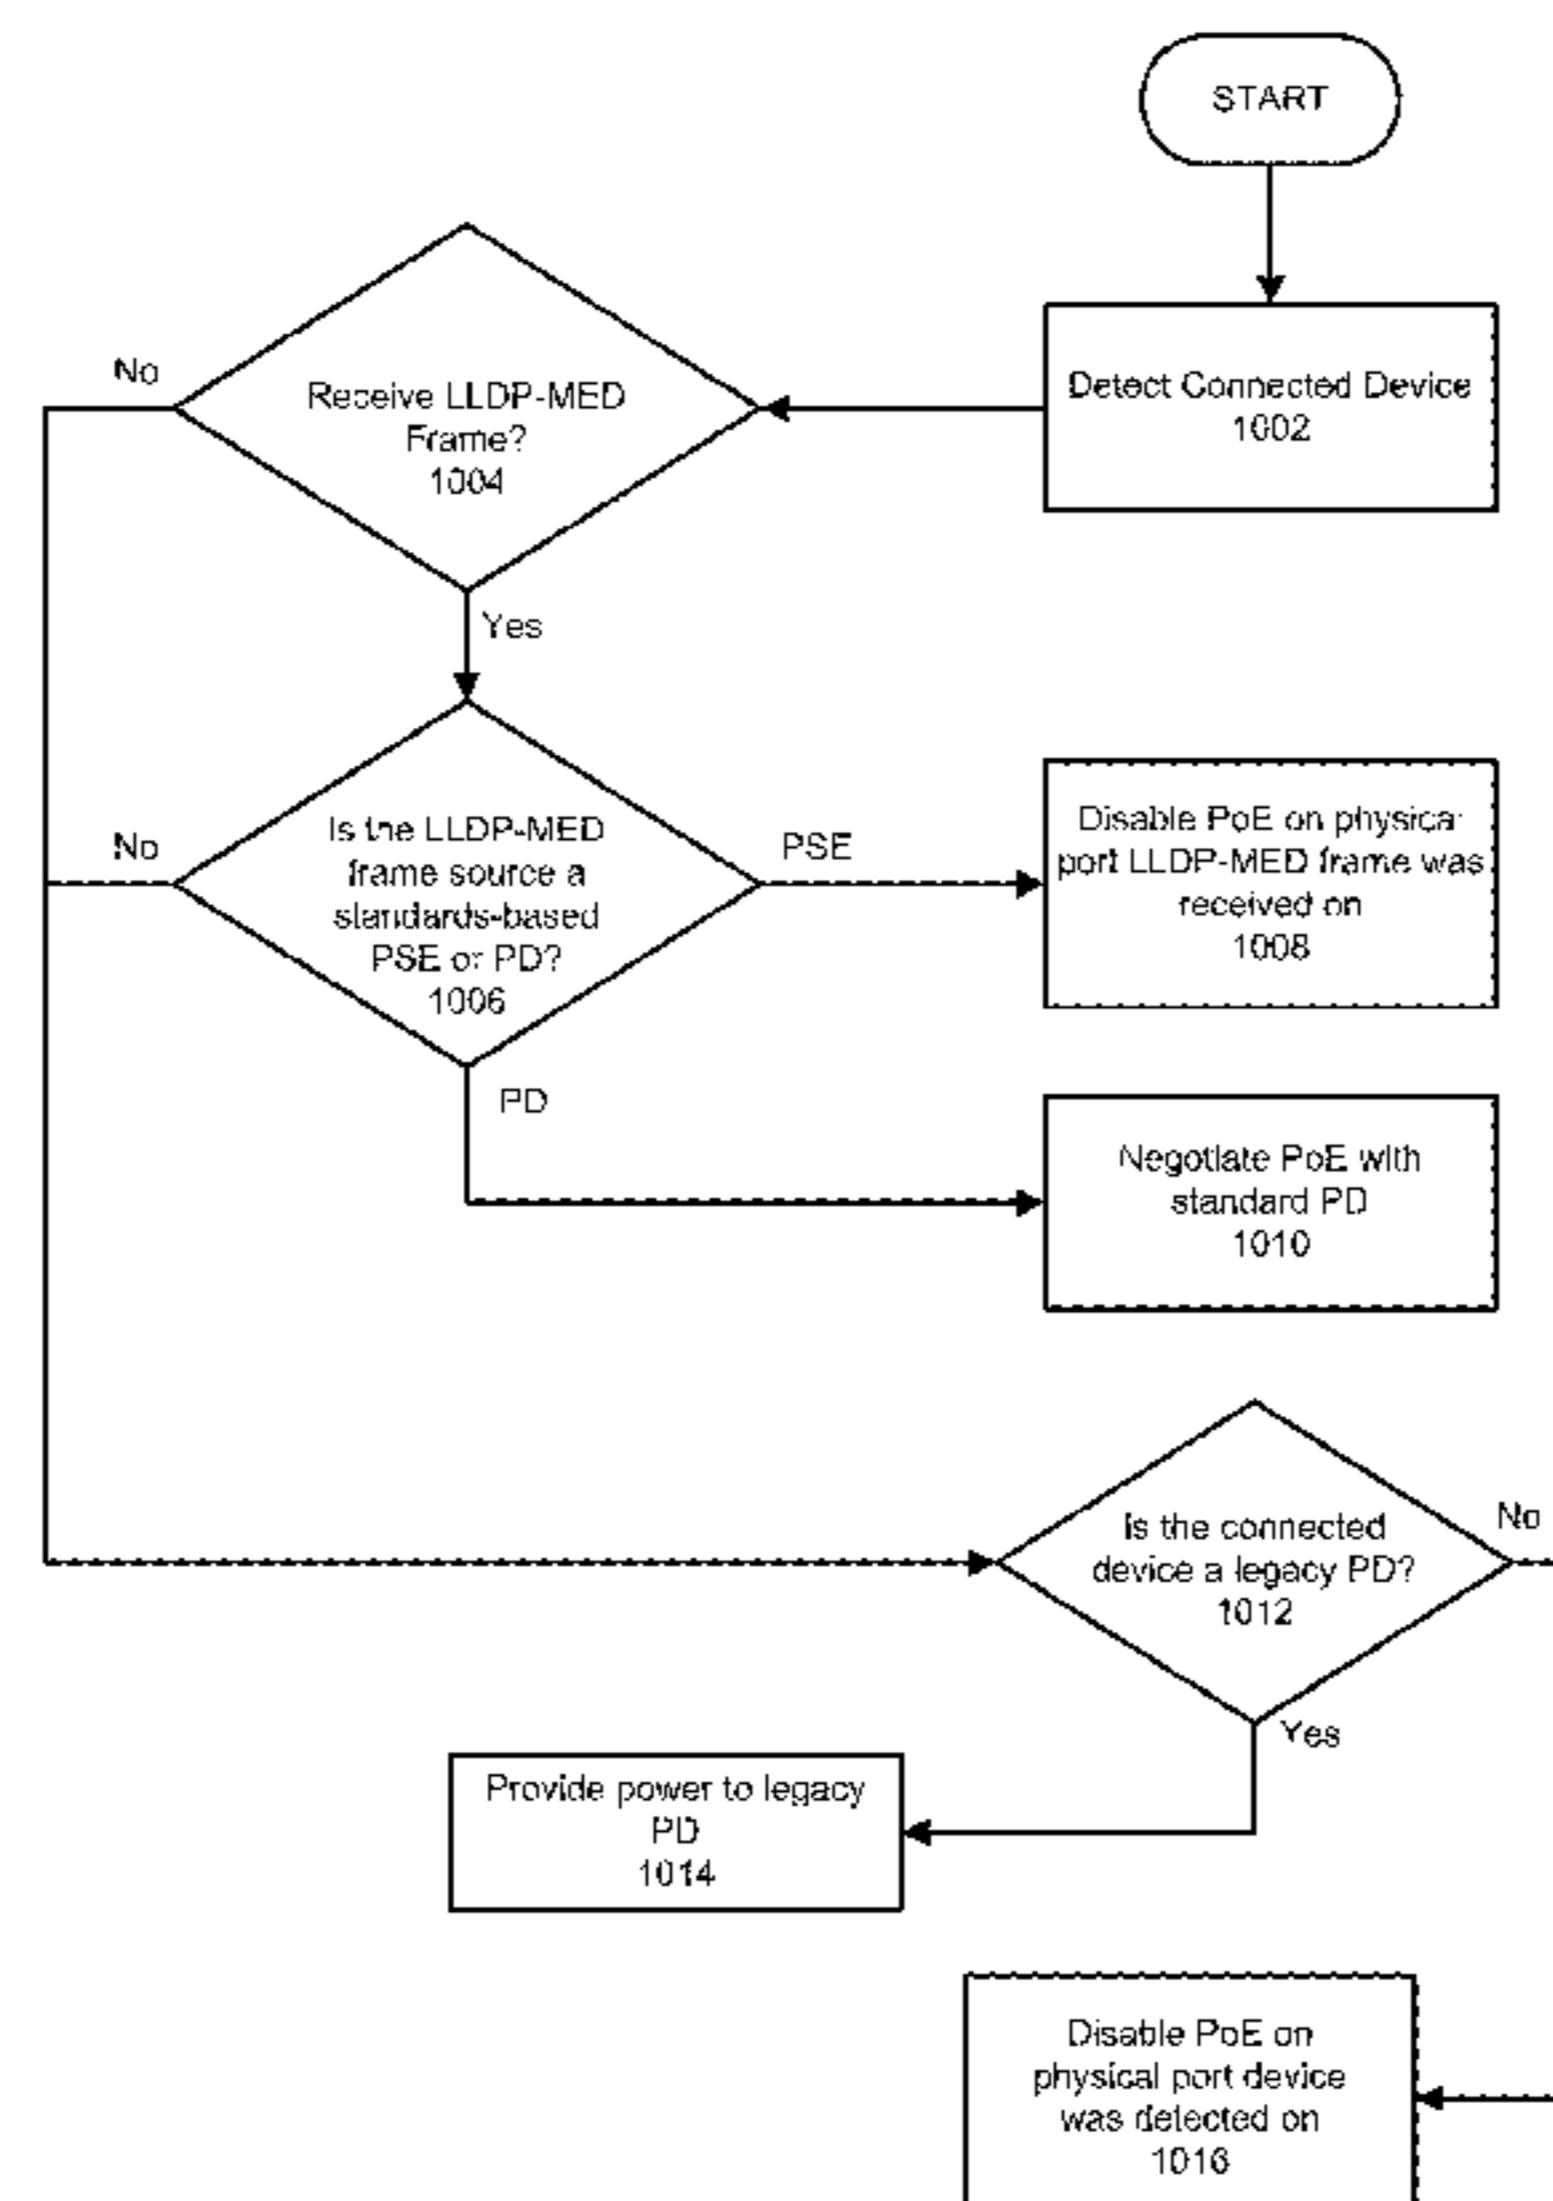 START
Detect Connected Device
1002
No
Receive LLDP-MED
Frame?
1004
Yes
No
Is the LLDP-MED
frame source a
standards-based
PSE or PD?
1006
PSE
Disable PoE on physical
port LLDP-MED frame was
received on
1008
PD
Negotiate PoE with
standard PD
1010
Is the connected
device a legacy PD?
1012
No
Yes
Provide power to legacy
PD
1014
Disable PoE on
physical port device
was detected on
1016